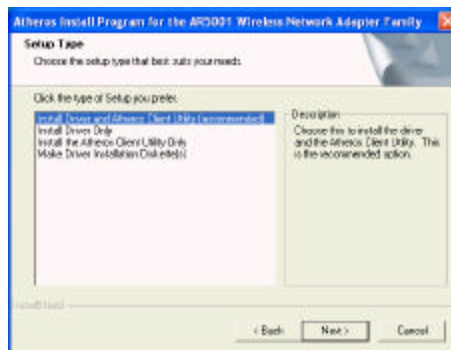 Atheros Install Program for the AR5001 Wireless Network Adapter Family
Setup Type
Choose the setup type that best suits your needs.
Click the type of Setup you prefer.
Install Driver and Atheros Client Utility (recommended)
Install Driver Only
Install the Atheros Client Utility Only
Make Driver Installation Diskette(s)
Description
Choose this to install the driver
and the Atheros Client Utility. This
is the recommended option.
InstallShield
< Back
Next >
Cancel